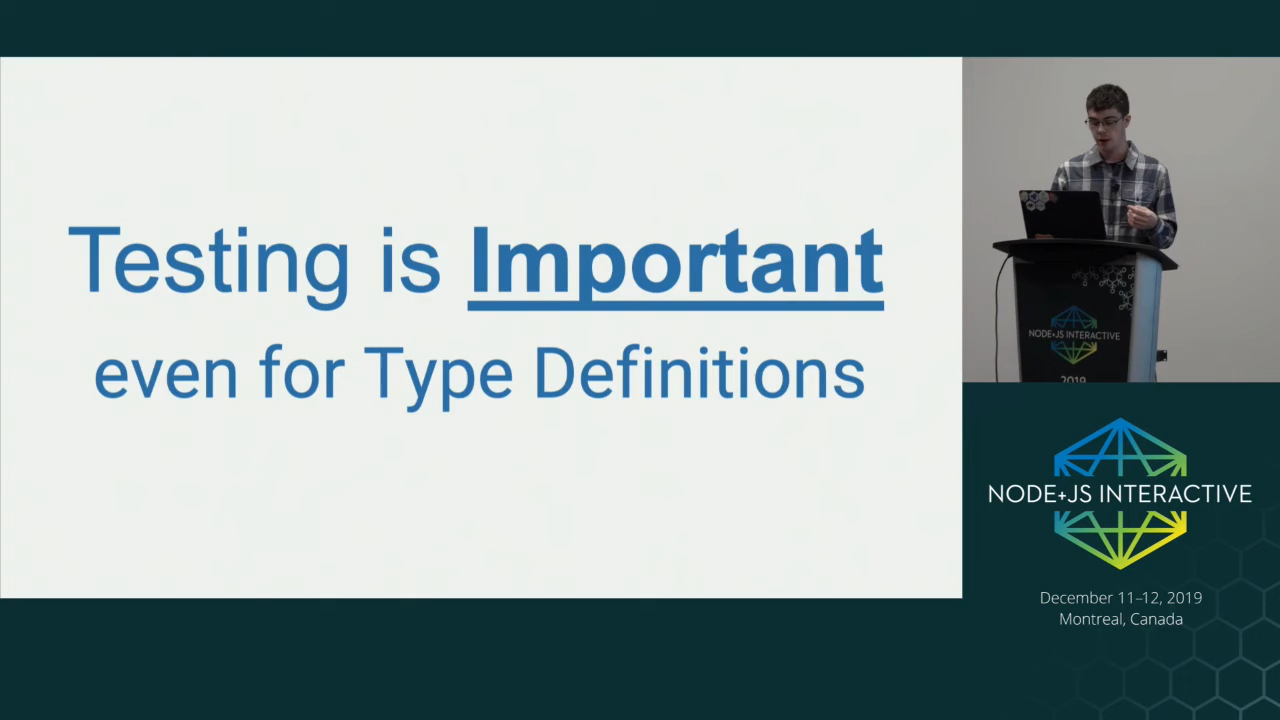 Testing is Important
even for Type Definitions
NODE+JS INTERACTIVE
2019
NODE+JS INTERACTIVE
December 11–12, 2019
Montreal, Canada